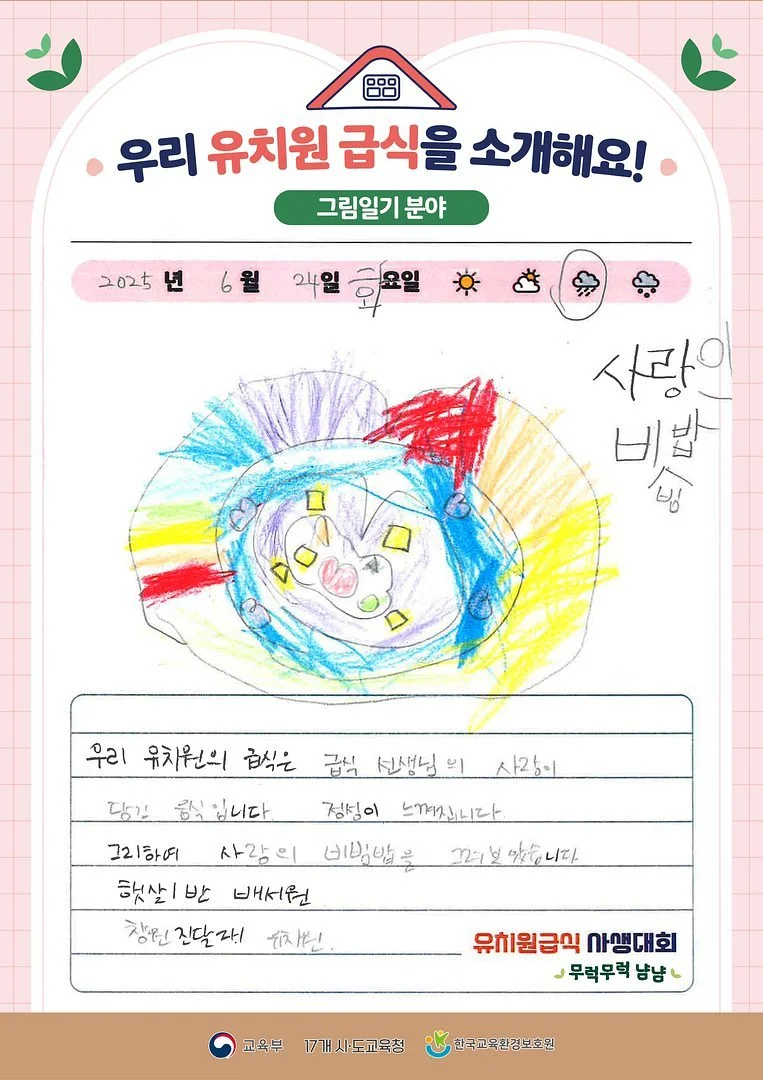 우리 유치원 급식을 소개해요!
그림일기 분야
2025 년 6 월 24일 화요일
사랑의
비빔밥
우리 유치원의 급식은 급식 선생님의 사랑이
담긴 음식입니다. 정성이 느껴집니다.
그리하여 사랑의 비빔밥을 그려보았습니다
햇살1반 배서원
창원 진달래 유치원.
유치원급식 사생대회
무럭무럭 냠냠
교육부 17개 시·도교육청 한국교육환경보호원